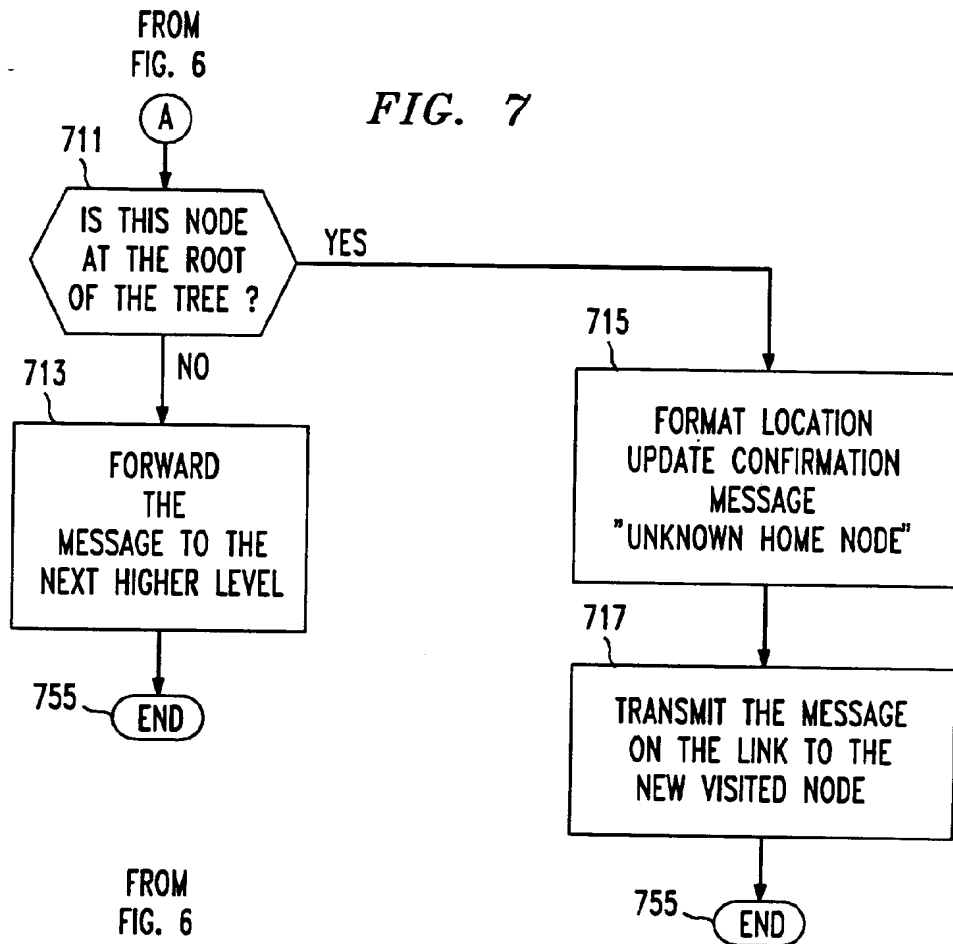 FROM
FIG. 6
A
FIG. 7
711
IS THIS NODE
AT THE ROOT
OF THE TREE ?
YES
NO
713
FORWARD
THE
MESSAGE TO THE
NEXT HIGHER LEVEL
755
END
715
FORMAT LOCATION
UPDATE CONFIRMATION
MESSAGE
"UNKNOWN HOME NODE"
717
TRANSMIT THE MESSAGE
ON THE LINK TO THE
NEW VISITED NODE
755
END
FROM
FIG. 6